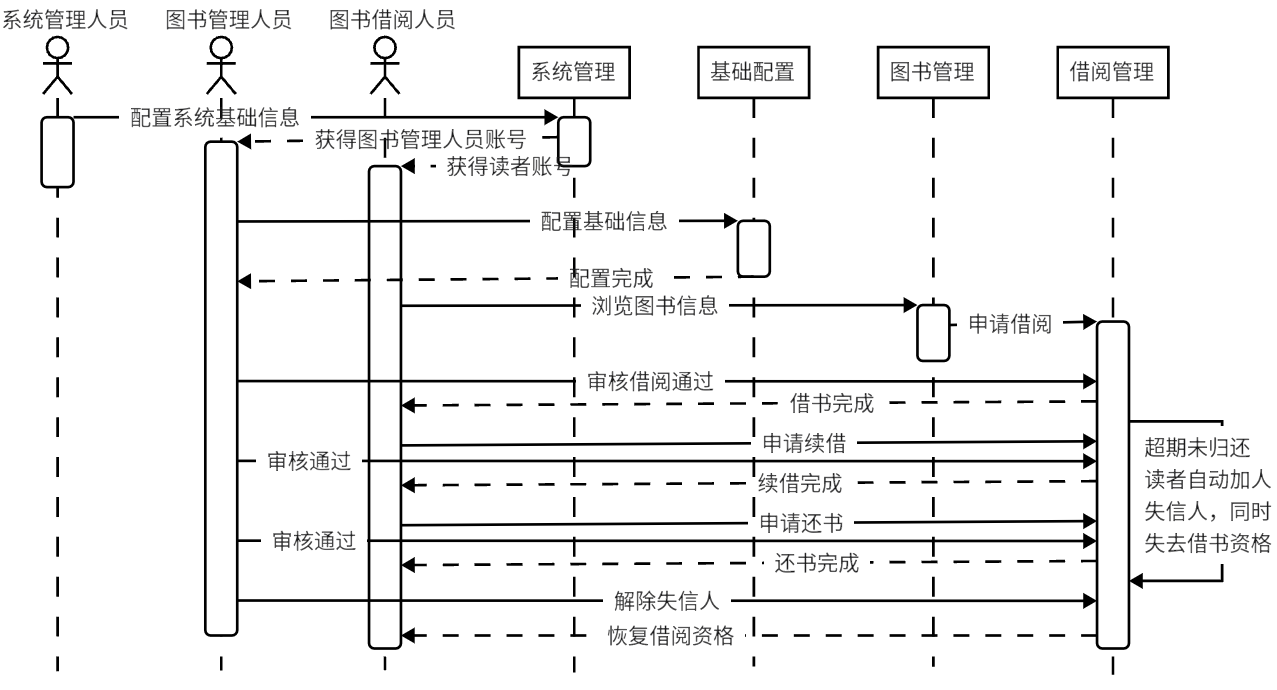 系统管理人员
图书管理人员
图书借阅人员
系统管理
基础配置
图书管理
借阅管理
配置系统基础信息
获得图书管理人员账号
获得读者账号
配置基础信息
配置完成
浏览图书信息
申请借阅
审核借阅通过
借书完成
申请续借
超期未归还
读者自动加人
失信人，同时
失去借书资格
审核通过
续借完成
申请还书
审核通过
还书完成
解除失信人
恢复借阅资格